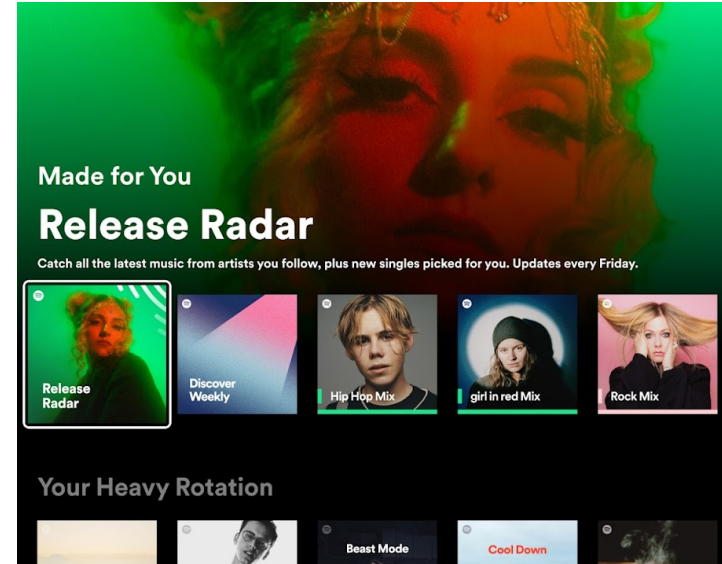 Made for You
Release Radar
Catch all the latest music from artists you follow, plus new singles picked for you. Updates every Friday.
Release
Radar
Discover
Weekly
Hip Hop Mix
girl in red Mix
Rock Mix
Your Heavy Rotation
Beast Mode
Cool Down